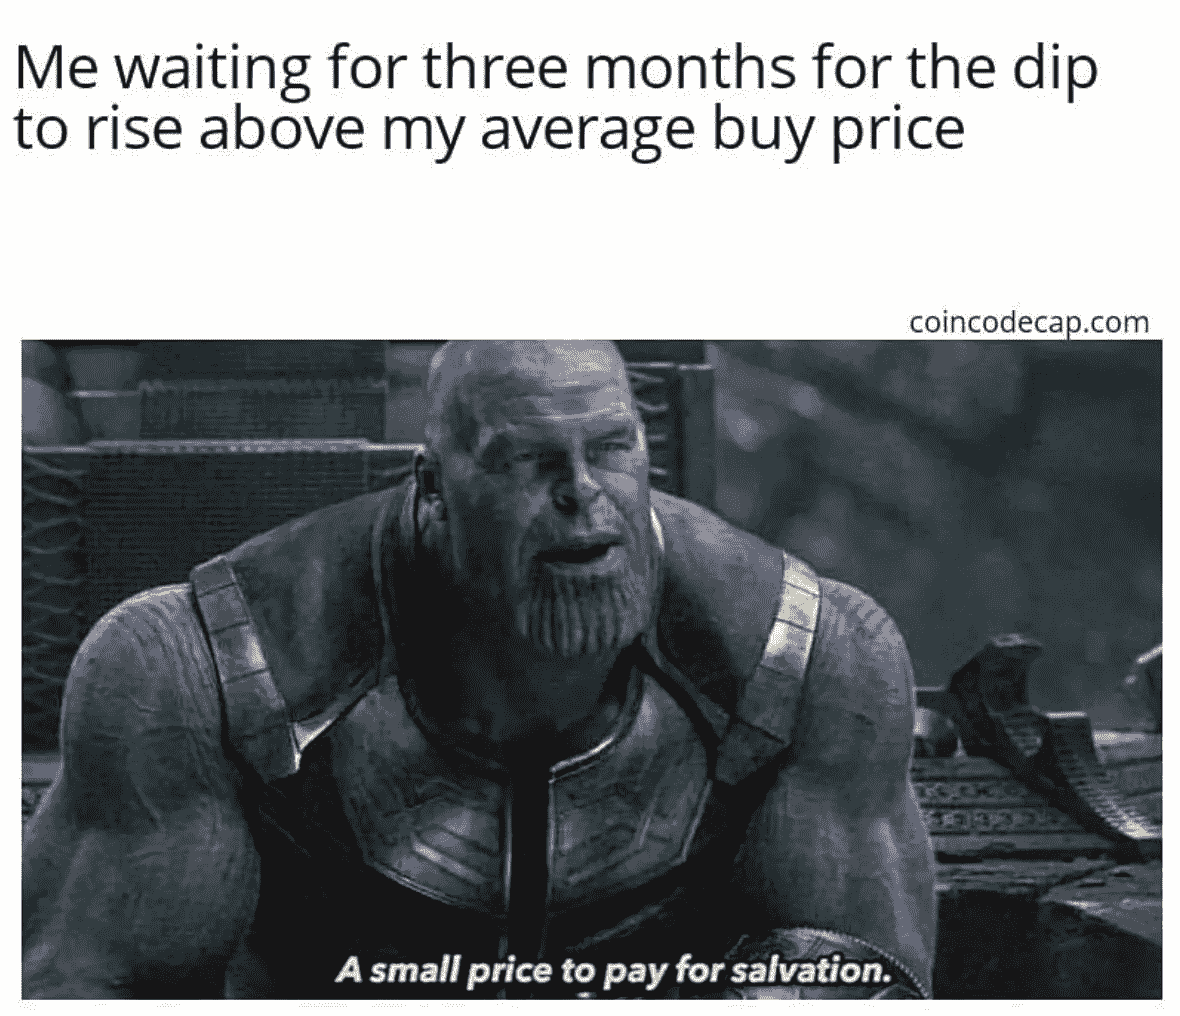 Me waiting for three months for the dip
to rise above my average buy price
coincodecap.com
A small price to pay for salvation.